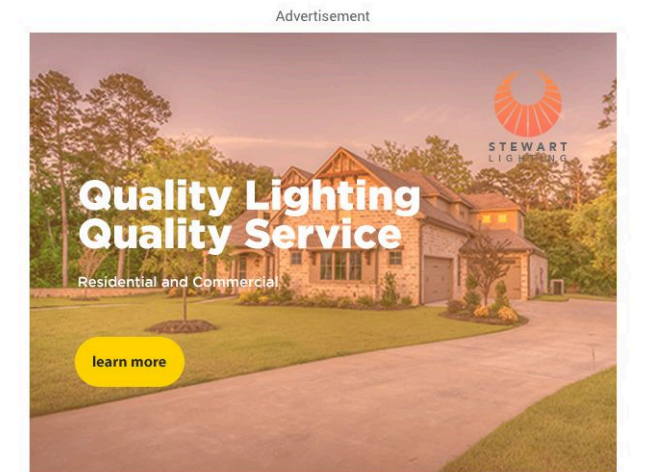 Advertisement
STEWART
LIGHTING
Quality Lighting
Quality Service
Residential and Commercial
learn more